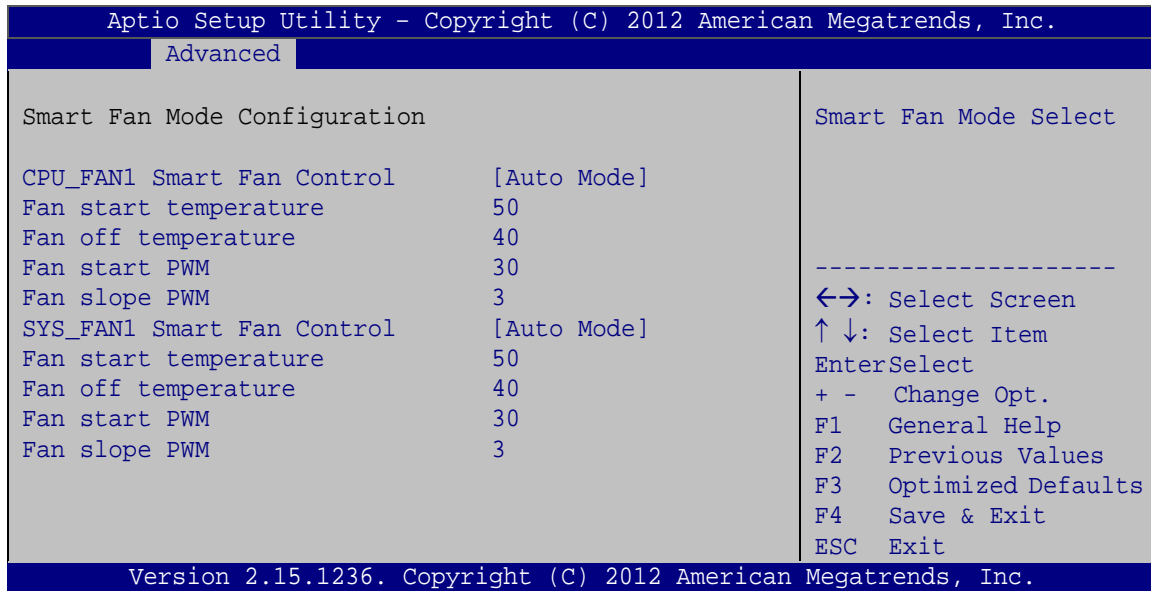 Aptio Setup Utility – Copyright (C) 2012 American Megatrends, Inc.
Advanced
Smart Fan Mode Configuration
CPU_FAN1 Smart Fan Control [Auto Mode]
Fan start temperature 50
Fan off temperature 40
Fan start PWM 30
Fan slope PWM 3
SYS_FAN1 Smart Fan Control [Auto Mode]
Fan start temperature 50
Fan off temperature 40
Fan start PWM 30
Fan slope PWM 3
Smart Fan Mode Select
---------------------
←→: Select Screen
↑ ↓: Select Item
EnterSelect
+ - Change Opt.
F1 General Help
F2 Previous Values
F3 Optimized Defaults
F4 Save & Exit
ESC Exit
Version 2.15.1236. Copyright (C) 2012 American Megatrends, Inc.